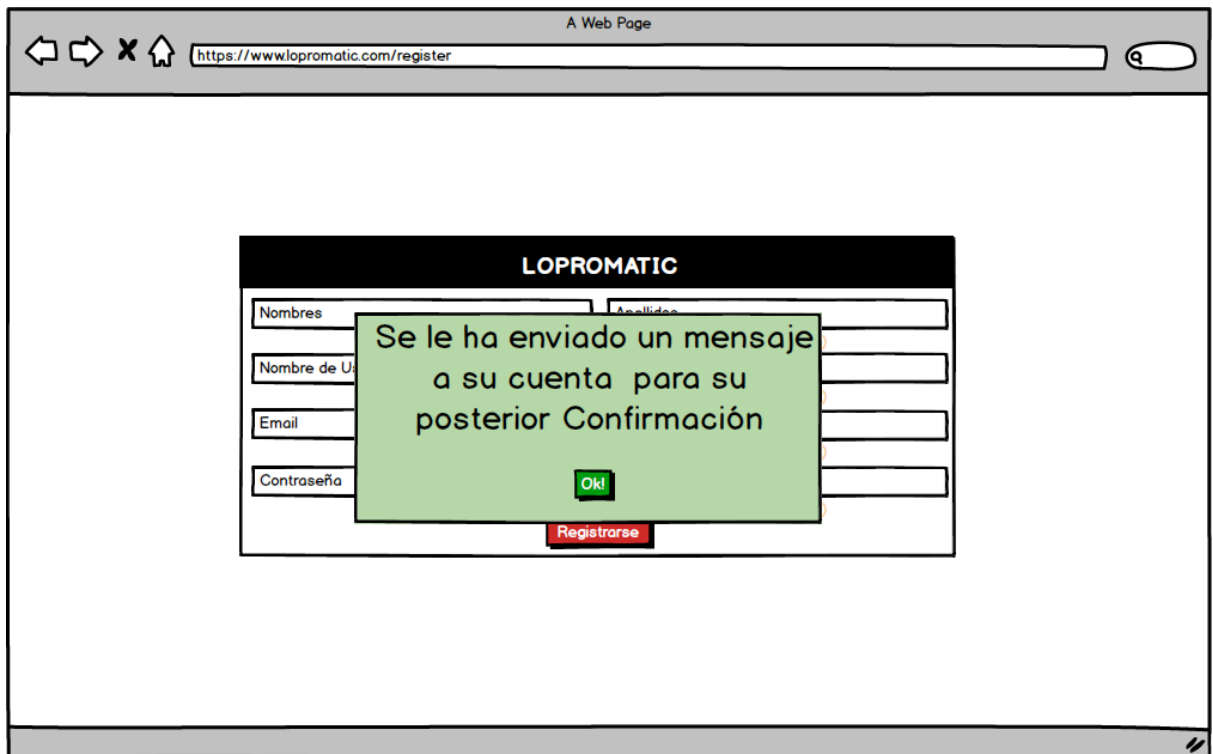 A Web Page
https://www.lopromatic.com/register
LOPROMATIC
Nombres
Apellidos
Se le ha enviado un mensaje
a su cuenta para su
posterior Confirmación
Nombre de
Email
Contraseña
Ok!
Registrarse